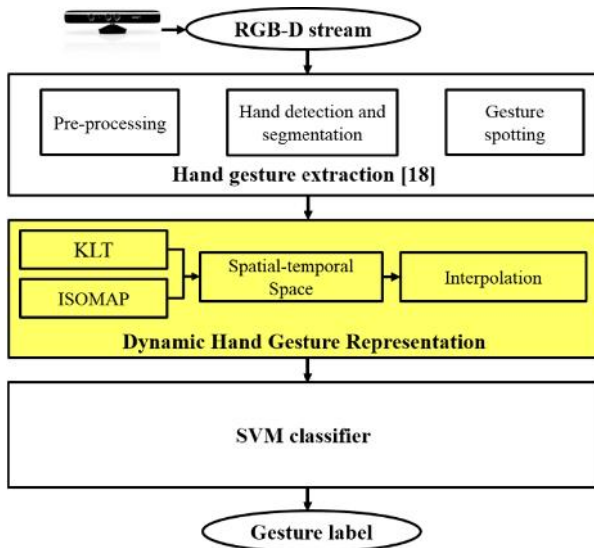 RGB-D stream
Pre-processing
Hand detection and
segmentation
Gesture
spotting
Hand gesture extraction [18]
KLT
ISOMAP
Spatial-temporal
Space
Interpolation
Dynamic Hand Gesture Representation
SVM classifier
Gesture label